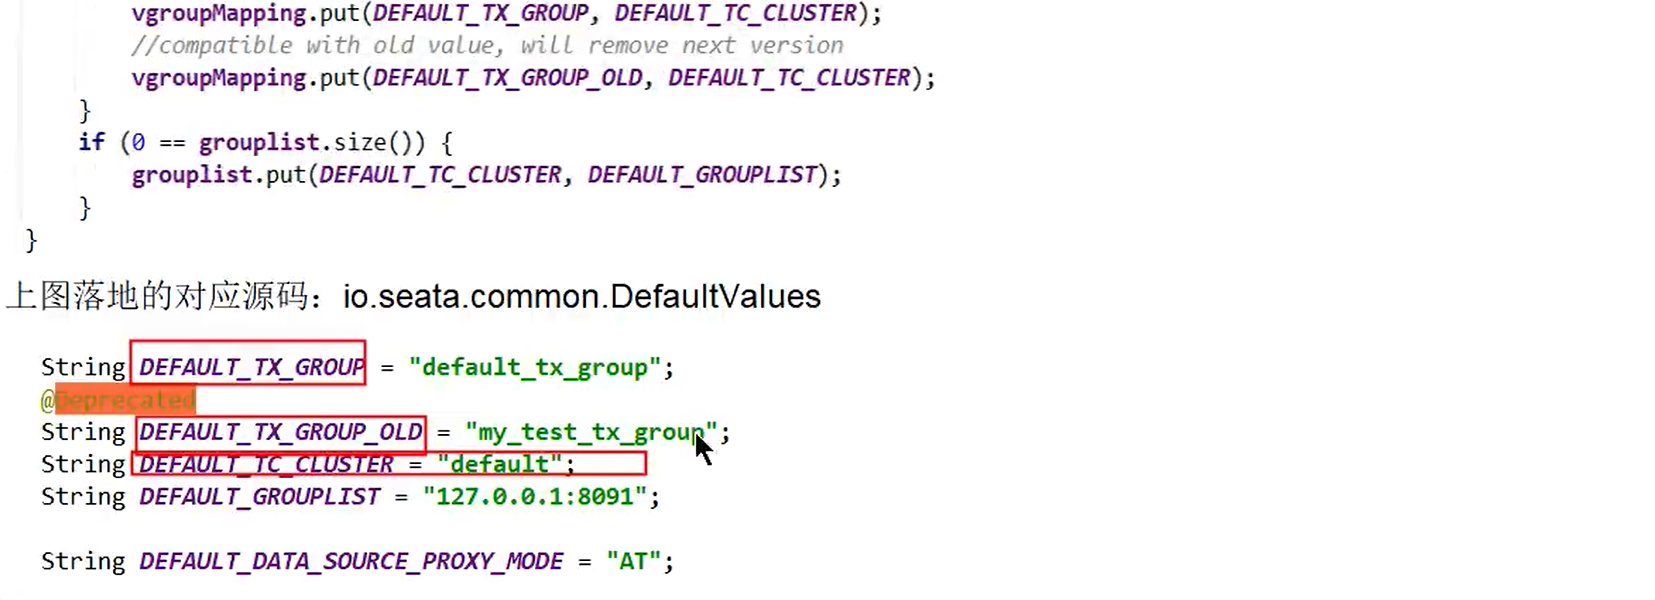 vgroupMapping.put(DEFAULT_TX_GROUP, DEFAULT_TC_CLUSTER);
//compatible with old value, will remove next version
vgroupMapping.put(DEFAULT_TX_GROUP_OLD, DEFAULT_TC_CLUSTER);
}
if (0 == grouplist.size()) {
grouplist.put(DEFAULT_TC_CLUSTER, DEFAULT_GROUPLIST);
}
}
上图落地的对应源码：io.seata.common.DefaultValues
String DEFAULT_TX_GROUP = "default_tx_group";
@Deprecated
String DEFAULT_TX_GROUP_OLD = "my_test_tx_group";
String DEFAULT_TC_CLUSTER = "default";
String DEFAULT_GROUPLIST = "127.0.0.1:8091";
String DEFAULT_DATA_SOURCE_PROXY_MODE = "AT";